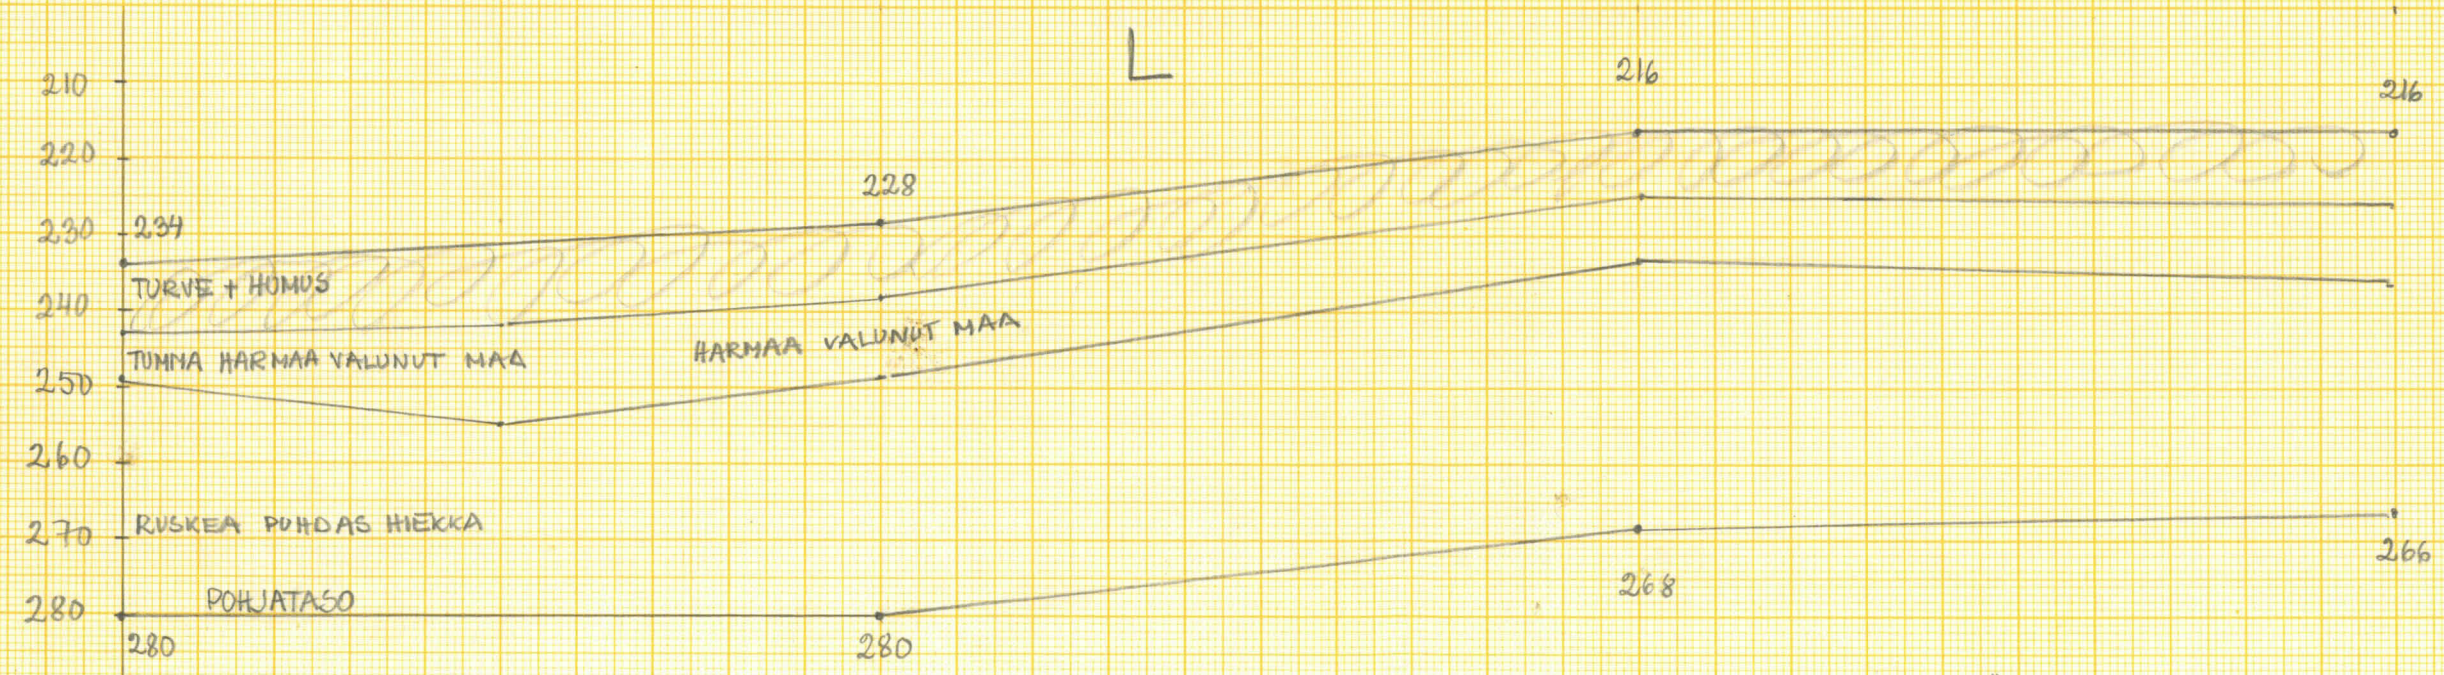 L
210
216
216
220
228
230
234
TURVE + HUMUS
240
HARMAA VALUNUT MAA
TUMMA HARMAA VALUNUT MAA
250
260
270
RUSKEA PUHDAS HIEKKA
266
268
280
POHJATASO
280
280